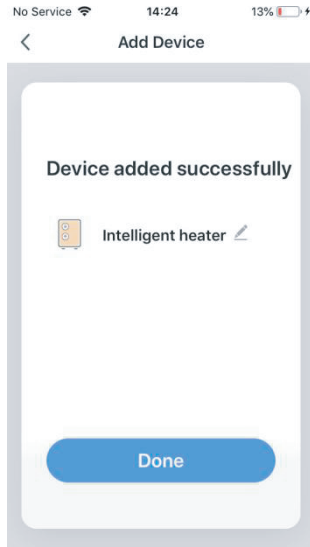 No Service 14:24 13%
Add Device
Device added successfully
Intelligent heater
Done